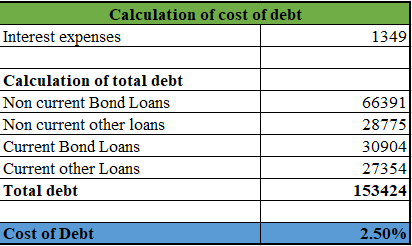 Calculation of cost of debt
Interest expenses 1349
Calculation of total debt
Non current Bond Loans 66391
Non current other loans 28775
Current Bond Loans 30904
Current other Loans 27354
Total debt 153424
Cost of Debt 2.50%